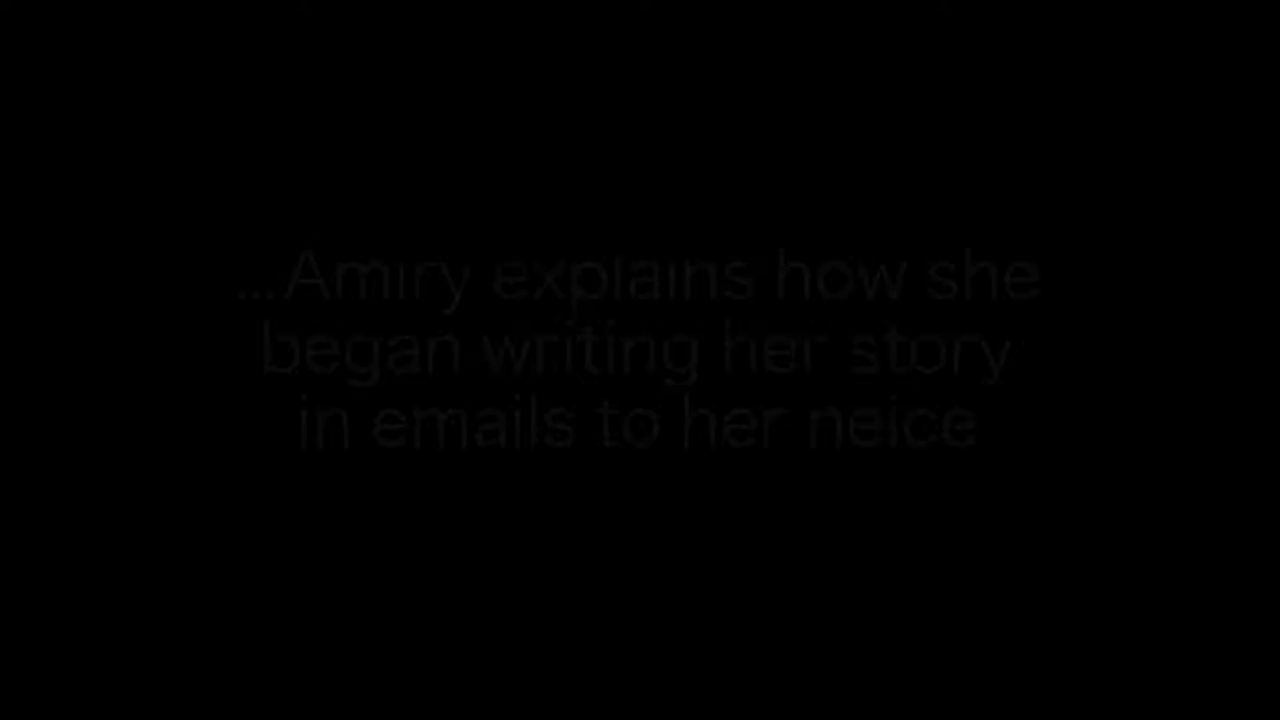 ...Amiry explains how she
began writing her story
in emails to her neice